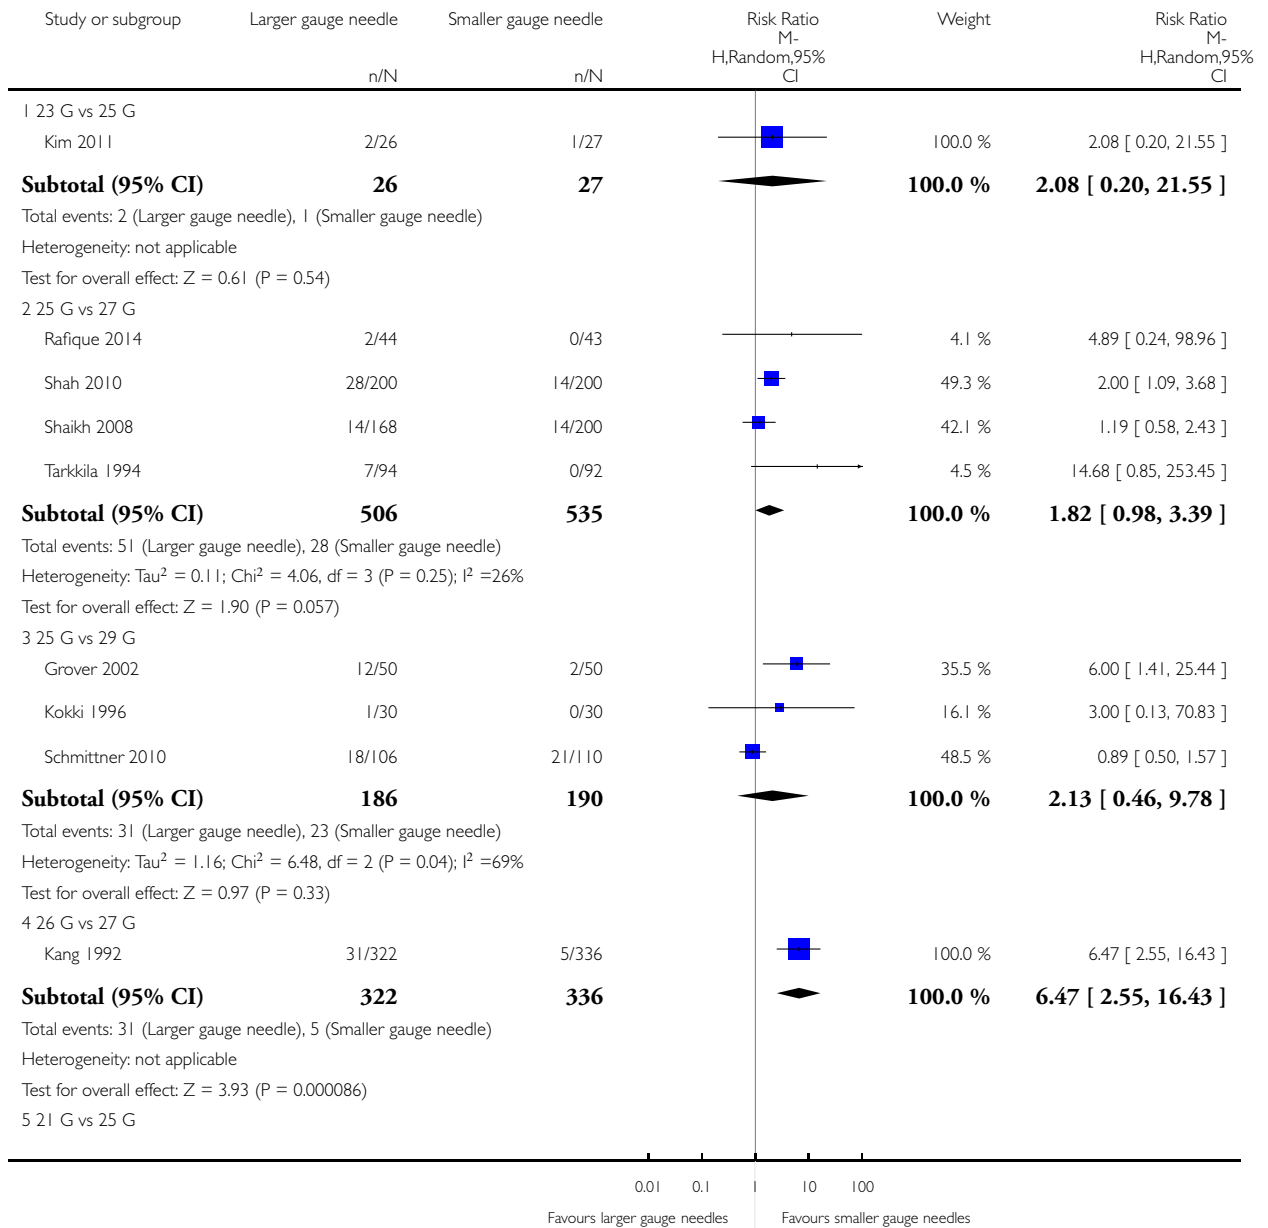 Study or subgroup Larger gauge needle Smaller gauge needle Risk Ratio Weight Risk Ratio
M- M-
H,Random,95% H,Random,95%
n/N n/N CI CI
1 23 G vs 25 G
Kim 2011 2/26 1/27 100.0 % 2.08 [ 0.20, 21.55 ]
Subtotal (95% CI) 26 27 100.0 % 2.08 [ 0.20, 21.55 ]
Total events: 2 (Larger gauge needle), 1 (Smaller gauge needle)
Heterogeneity: not applicable
Test for overall effect: Z = 0.61 (P = 0.54)
2 25 G vs 27 G
Rafique 2014 2/44 0/43 4.1 % 4.89 [ 0.24, 98.96 ]
Shah 2010 28/200 14/200 49.3 % 2.00 [ 1.09, 3.68 ]
Shaikh 2008 14/168 14/200 42.1 % 1.19 [ 0.58, 2.43 ]
Tarkkila 1994 7/94 0/92 4.5 % 14.68 [ 0.85, 253.45 ]
Subtotal (95% CI) 506 535 100.0 % 1.82 [ 0.98, 3.39 ]
Total events: 51 (Larger gauge needle), 28 (Smaller gauge needle)
Heterogeneity: Tau² = 0.11; Chi² = 4.06, df = 3 (P = 0.25); I² =26%
Test for overall effect: Z = 1.90 (P = 0.057)
3 25 G vs 29 G
Grover 2002 12/50 2/50 35.5 % 6.00 [ 1.41, 25.44 ]
Kokki 1996 1/30 0/30 16.1 % 3.00 [ 0.13, 70.83 ]
Schmittner 2010 18/106 21/110 48.5 % 0.89 [ 0.50, 1.57 ]
Subtotal (95% CI) 186 190 100.0 % 2.13 [ 0.46, 9.78 ]
Total events: 31 (Larger gauge needle), 23 (Smaller gauge needle)
Heterogeneity: Tau² = 1.16; Chi² = 6.48, df = 2 (P = 0.04); I² =69%
Test for overall effect: Z = 0.97 (P = 0.33)
4 26 G vs 27 G
Kang 1992 31/322 5/336 100.0 % 6.47 [ 2.55, 16.43 ]
Subtotal (95% CI) 322 336 100.0 % 6.47 [ 2.55, 16.43 ]
Total events: 31 (Larger gauge needle), 5 (Smaller gauge needle)
Heterogeneity: not applicable
Test for overall effect: Z = 3.93 (P = 0.000086)
5 21 G vs 25 G
0.01 0.1 1 10 100
Favours larger gauge needles Favours smaller gauge needles